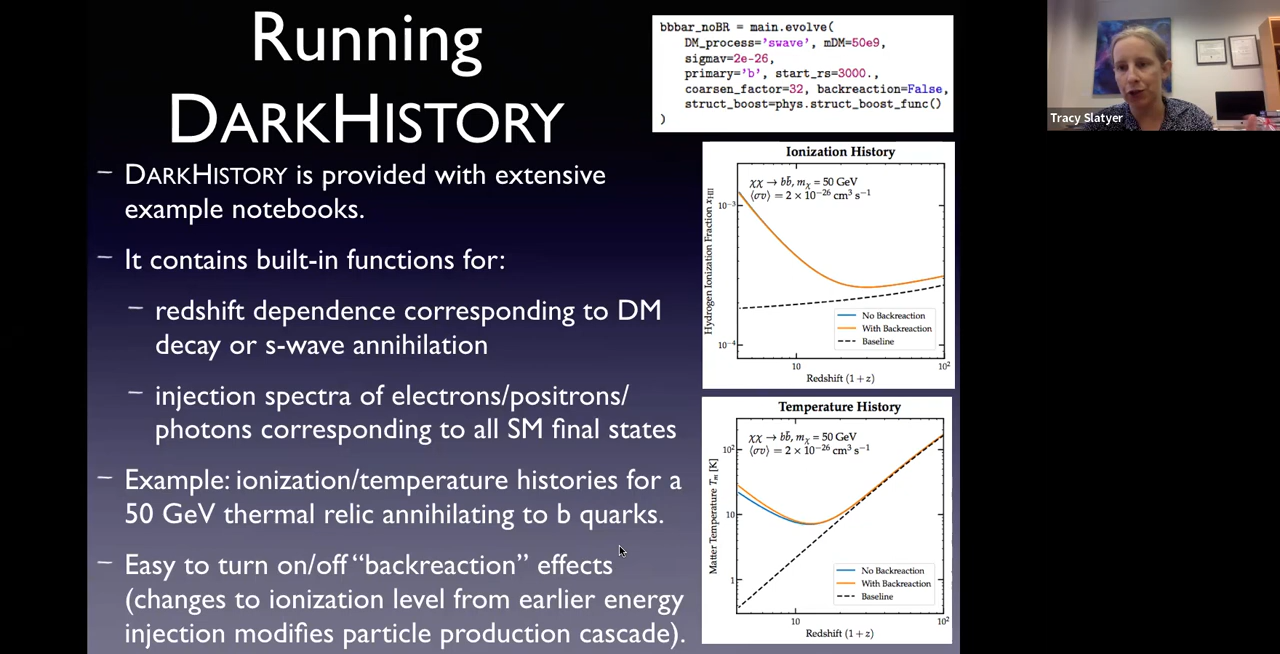 Running
DARKHISTORY
– DARKHISTORY is provided with extensive
example notebooks.
– It contains built-in functions for:
– redshift dependence corresponding to DM
decay or s-wave annihilation
– injection spectra of electrons/positrons/
photons corresponding to all SM final states
– Example: ionization/temperature histories for a
50 GeV thermal relic annihilating to b quarks.
– Easy to turn on/off “backreaction” effects
(changes to ionization level from earlier energy
injection modifies particle production cascade).
bbbar_noBR = main.evolve(
DM_process='swave', mDM=50e9,
sigmav=2e-26,
primary='b', start_rs=3000.,
coarsen_factor=32, backreaction=False,
struct_boost=phys.struct_boost_func()
)
Ionization History
χχ → bb̄, mχ = 50 GeV
⟨σv⟩ = 2 × 10⁻²⁶ cm³ s⁻¹
Hydrogen Ionization Fraction xHII
10⁻³
10⁻⁴
No Backreaction
With Backreaction
Baseline
10
10²
Redshift (1 + z)
Temperature History
χχ → bb̄, mχ = 50 GeV
⟨σv⟩ = 2 × 10⁻²⁶ cm³ s⁻¹
Matter Temperature Tm [K]
10²
10
1
No Backreaction
With Backreaction
Baseline
10
10²
Redshift (1 + z)
Tracy Slatyer